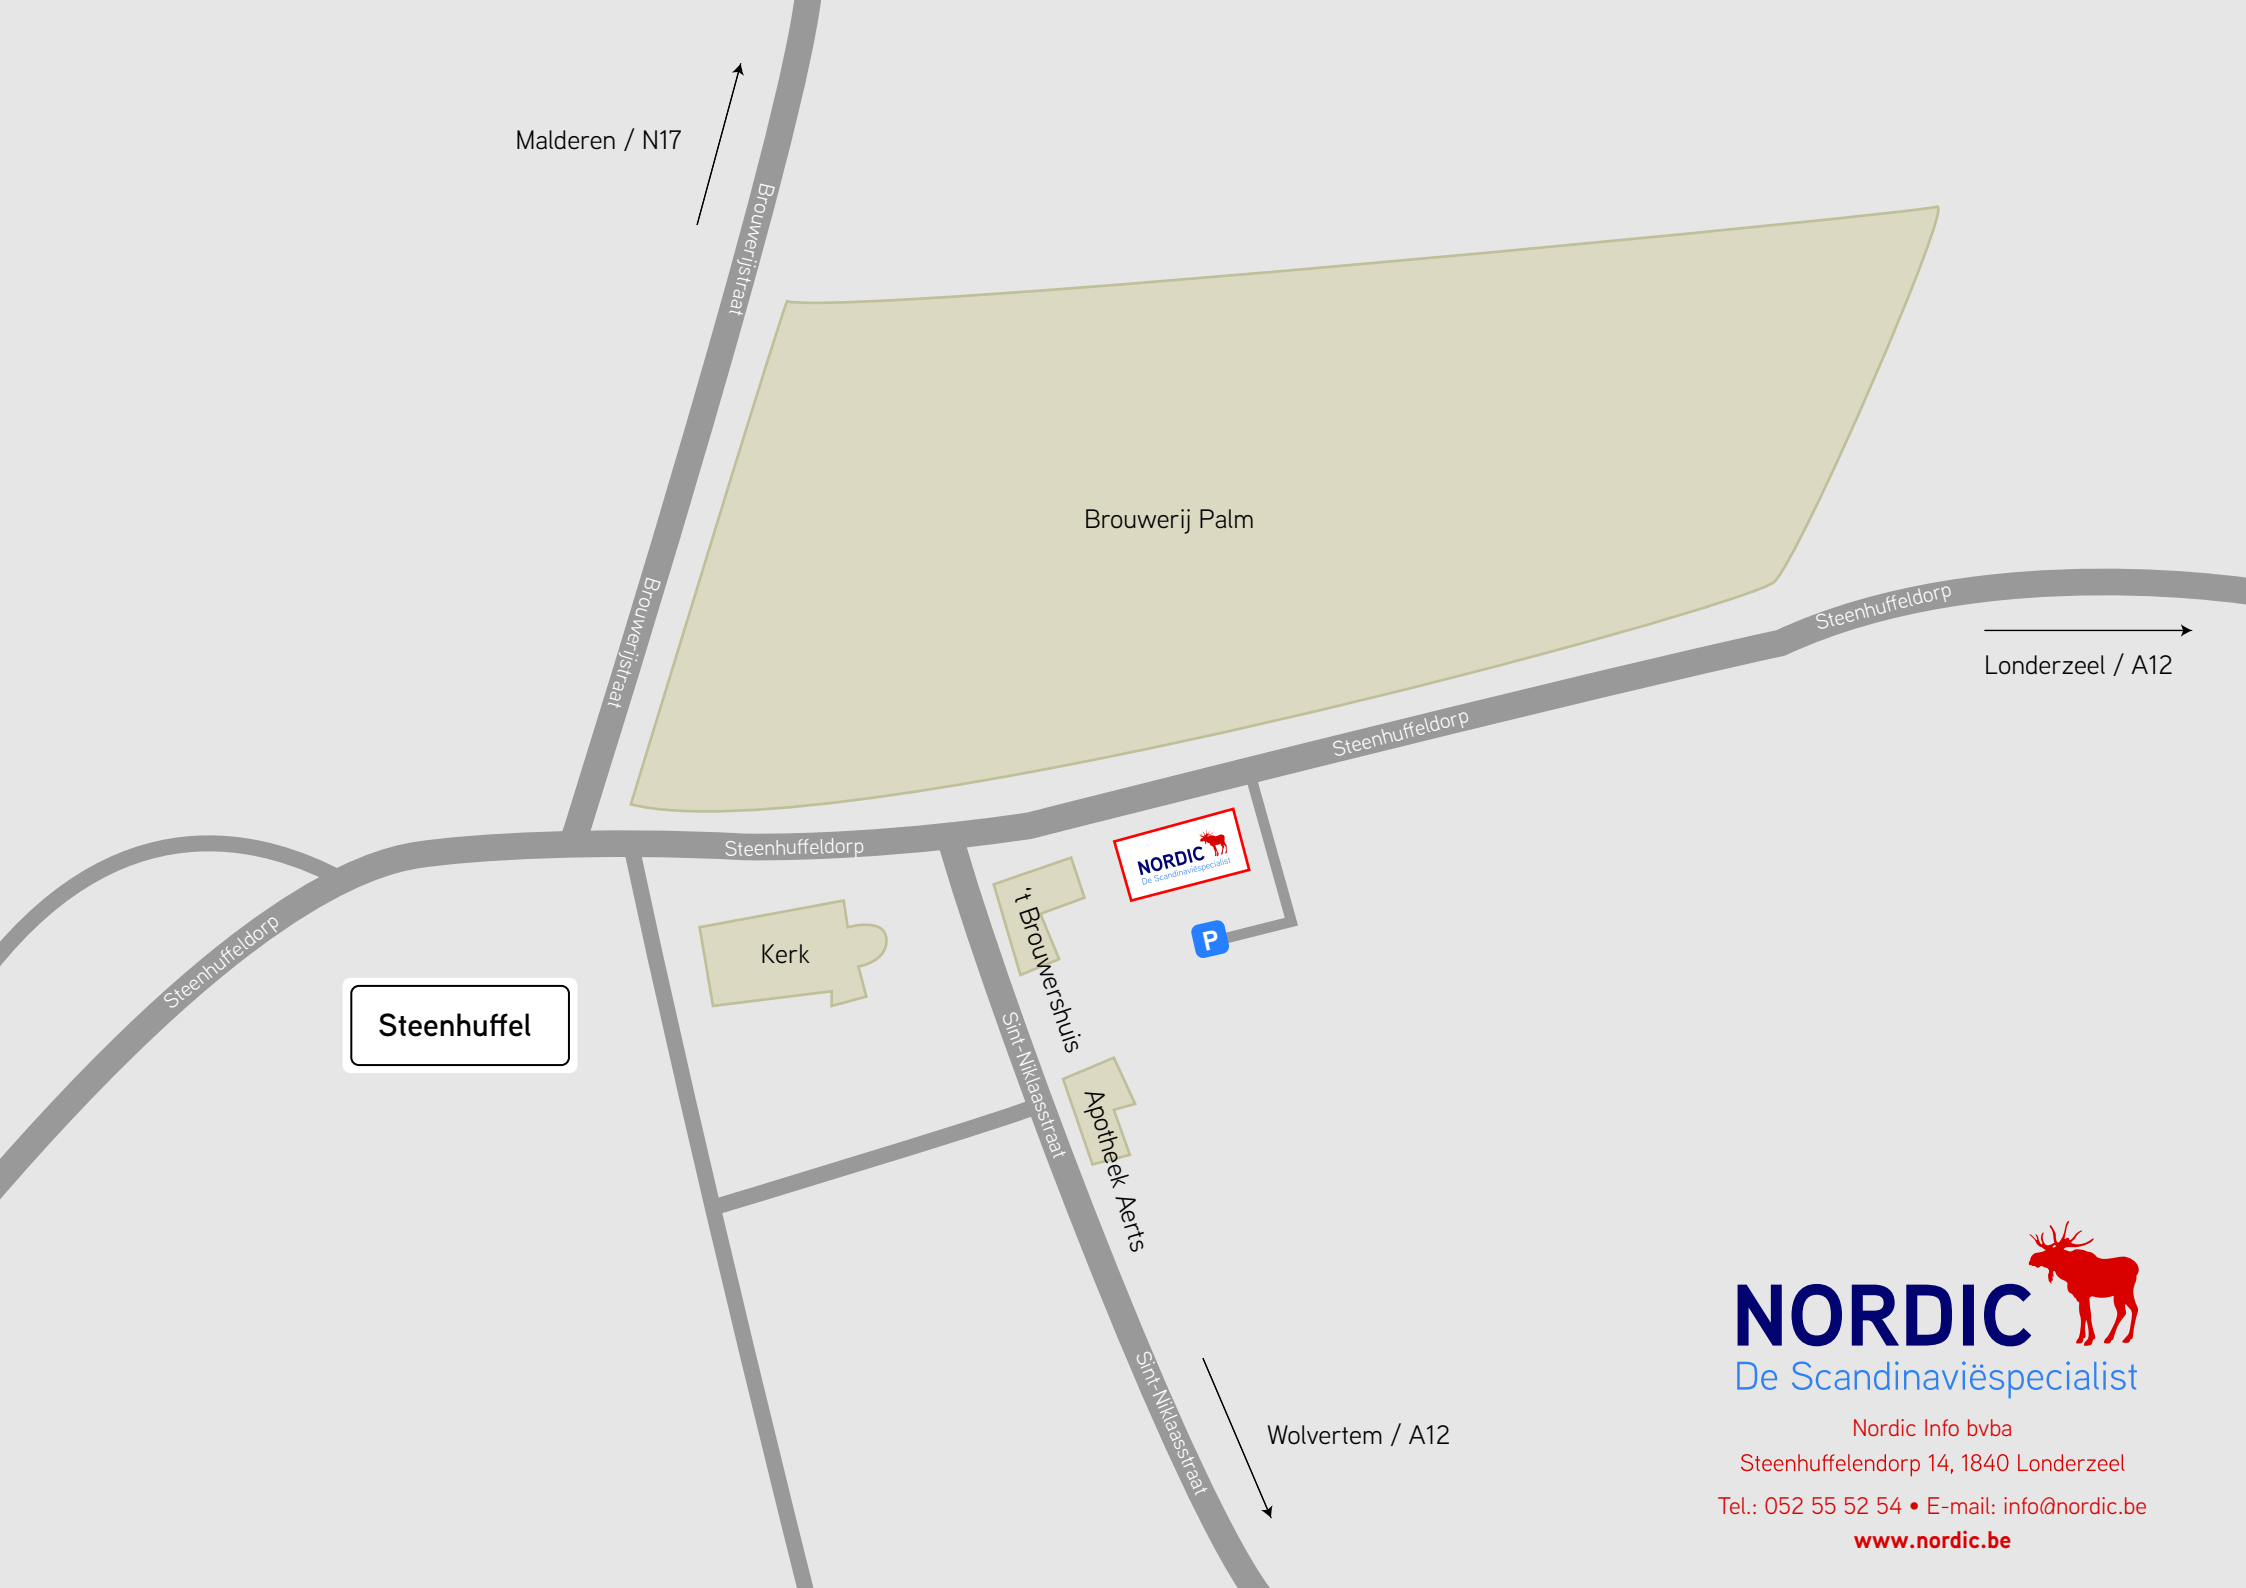 Malderen / N17
Brouwerijstraat
Brouwerij Palm
Brouwerijstraat
Steenhuffeldorp
Londerzeel / A12
Steenhuffeldorp
Steenhuffeldorp
NORDIC
De Scandinaviëspecialist
Steenhuffeldorp
Kerk
't Brouwershuis
P
Steenhuffel
Sint-Niklaasstraat
Apotheek Aerts
Sint-Niklaasstraat
Wolvertem / A12
NORDIC
De Scandinaviëspecialist
Nordic Info bvba
Steenhuffelendorp 14, 1840 Londerzeel
Tel.: 052 55 52 54 • E-mail: info@nordic.be
www.nordic.be